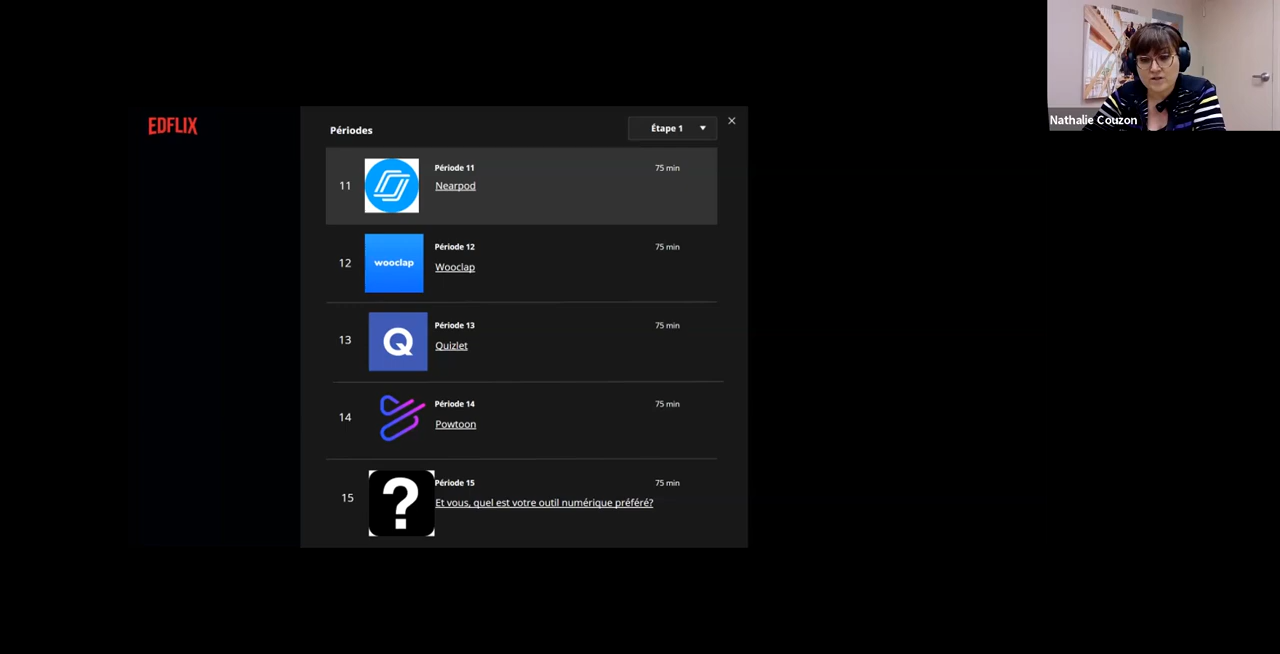 EDFLIX
Périodes
Étape 1
11
Période 11
75 min
Nearpod
12
wooclap
Période 12
75 min
Wooclap
13
Q
Période 13
75 min
Quizlet
14
Période 14
75 min
Powtoon
15
?
Période 15
75 min
Et vous, quel est votre outil numérique préféré?
Nathalie Couzon